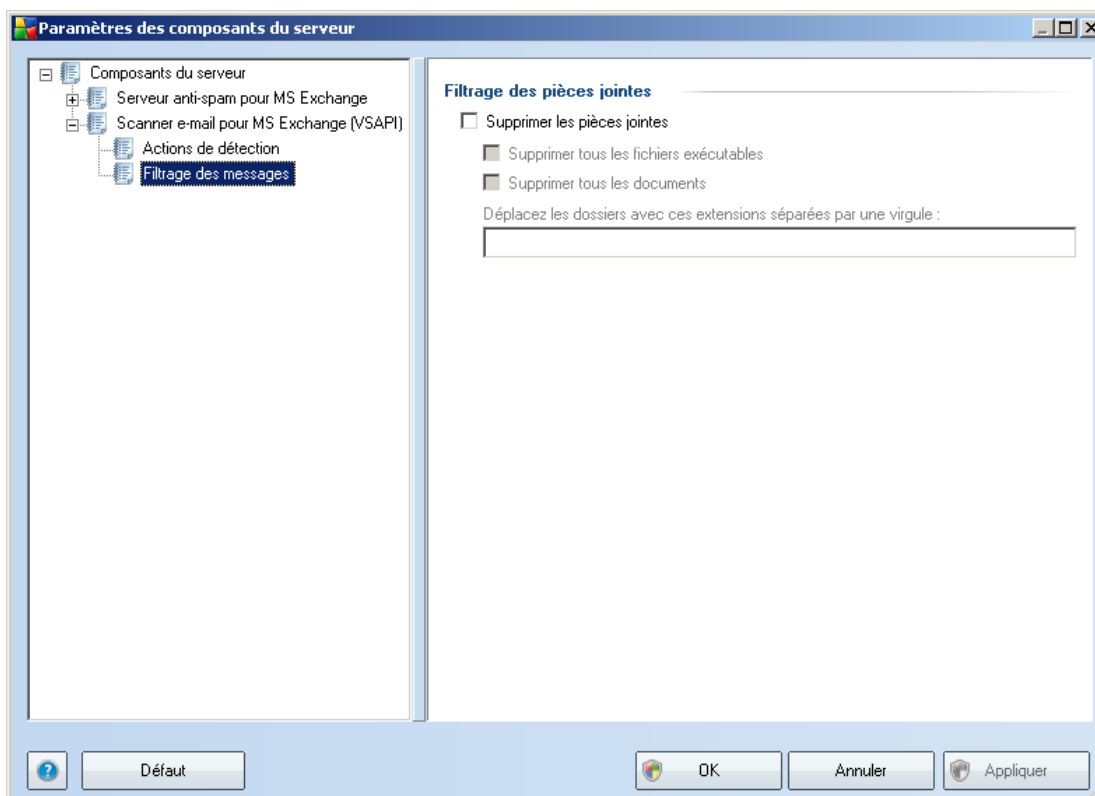 Paramètres des composants du serveur
Composants du serveur
Serveur anti-spam pour MS Exchange
Scanner e-mail pour MS Exchange (VSAPI)
Actions de détection
Filtrage des messages
Filtrage des pièces jointes
Supprimer les pièces jointes
Supprimer tous les fichiers exécutables
Supprimer tous les documents
Déplacez les dossiers avec ces extensions séparées par une virgule :
Défaut
OK
Annuler
Appliquer